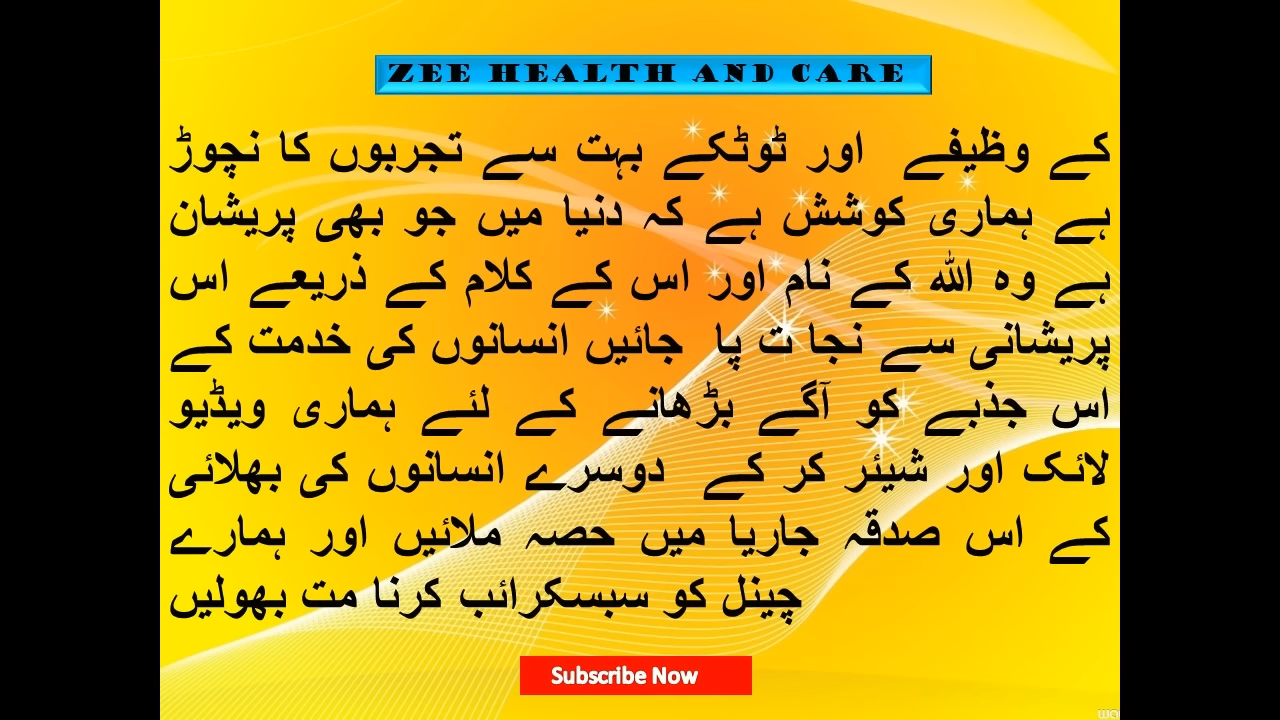 ZEE HEALTH AND CARE
کے وظیفے اور ٹوٹکے بہت سے تجربوں کا نچوڑ
ہے ہماری کوشش ہے کہ دنیا میں جو بھی پریشان
ہے وہ اللہ کے نام اور اس کے کلام کے ذریعے اس
پریشانی سے نجا ت پا جائیں انسانوں کی خدمت کے
اس جذبے کو آگے بڑھانے کے لئے ہماری ویڈیو
لائک اور شیئر کر کے دوسرے انسانوں کی بھلائی
کے اس صدقہ جاریا میں حصہ ملائیں اور ہمارے
چینل کو سبسکرائب کرنا مت بھولیں
Subscribe Now